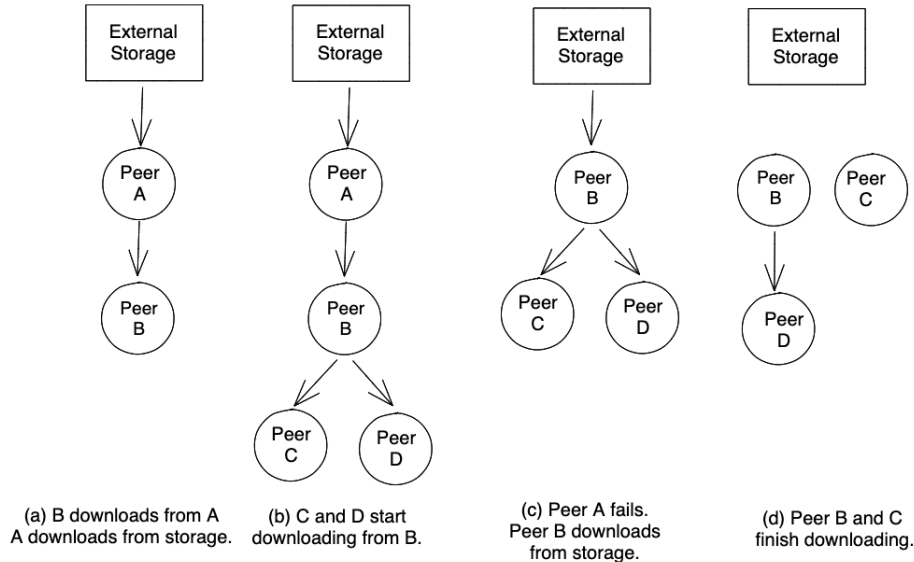 External
Storage
Peer
A
Peer
B
(a) B downloads from A
A downloads from storage.
External
Storage
Peer
A
Peer
B
Peer
C
Peer
D
(b) C and D start
downloading from B.
External
Storage
Peer
B
Peer
C
Peer
D
(c) Peer A fails.
Peer B downloads
from storage.
External
Storage
Peer
B
Peer
C
Peer
D
(d) Peer B and C
finish downloading.